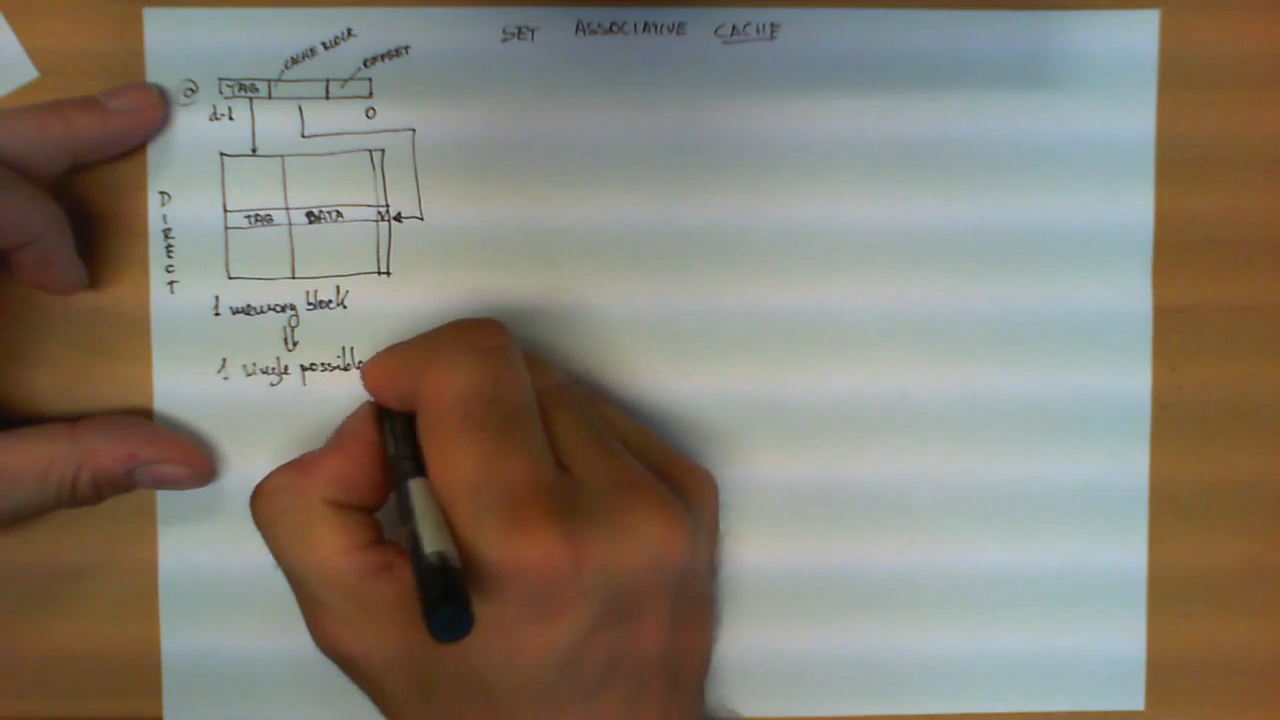 SET ASSOCIATIVE CACHE
CACHE BLOCK
OFFSET
@
TAG
d-1
0
DIRECT
TAG DATA V
1 memory block
⇓
1 single possible